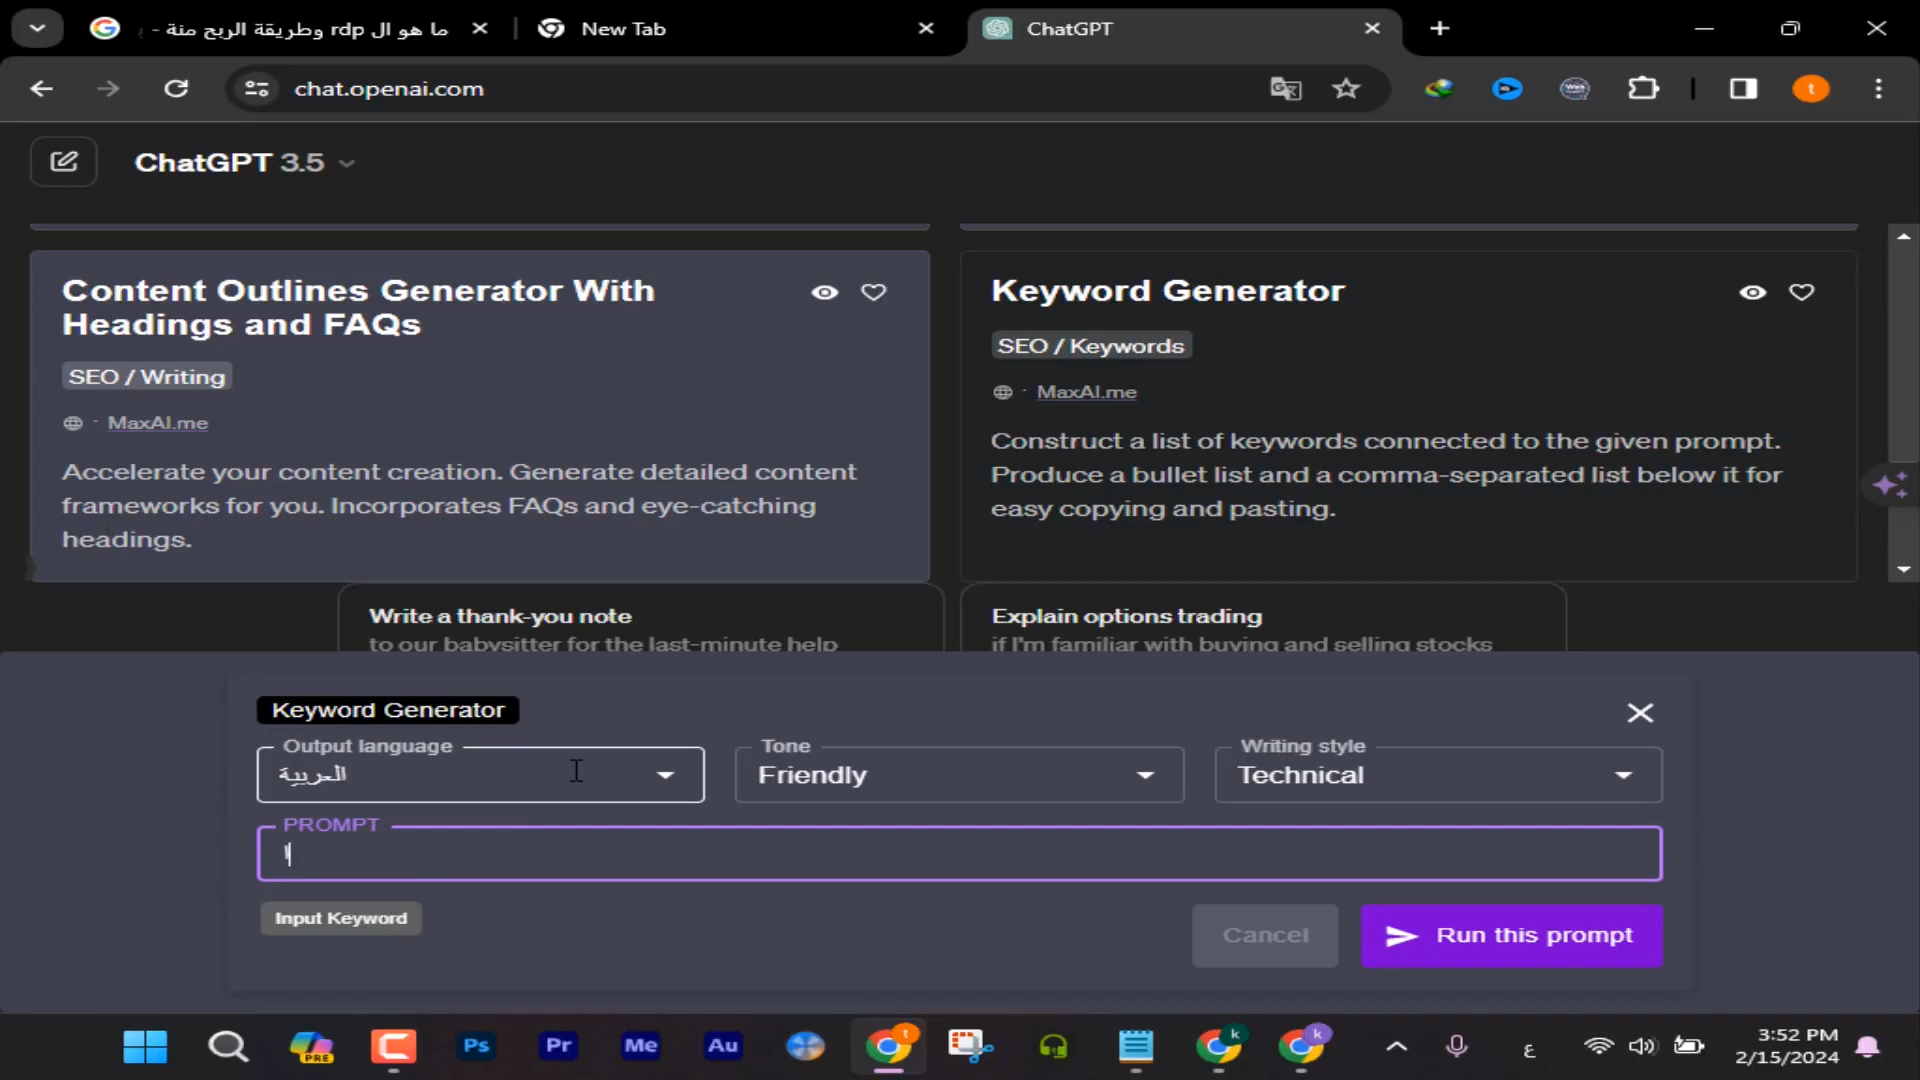 ما هو ال rdp وطريقة الربح منة -
New Tab
ChatGPT
chat.openai.com
t
ChatGPT 3.5
Content Outlines Generator With
Headings and FAQs
SEO / Writing
· MaxAI.me
Accelerate your content creation. Generate detailed content
frameworks for you. Incorporates FAQs and eye-catching
headings.
Keyword Generator
SEO / Keywords
· MaxAI.me
Construct a list of keywords connected to the given prompt.
Produce a bullet list and a comma-separated list below it for
easy copying and pasting.
Write a thank-you note
to our babysitter for the last-minute help
Explain options trading
if I'm familiar with buying and selling stocks
Keyword Generator
Output language
العربية
Tone
Friendly
Writing style
Technical
PROMPT
ا
Input Keyword
Cancel
Run this prompt
PRE
Ps
Pr
Me
Au
t
k
k
ع
3:52 PM
2/15/2024